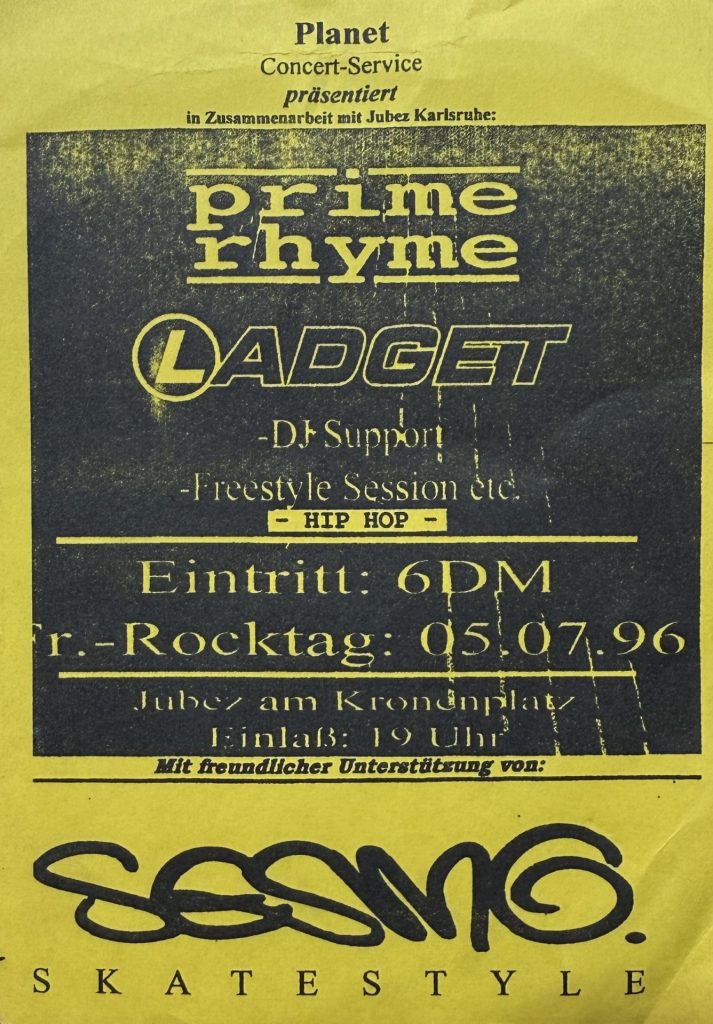 Planet
Concert-Service
präsentiert
in Zusammenarbeit mit Jubez Karlsruhe:
prime
rhyme
LADGET
-DJ Support
-Freestyle Session etc.
- HIP HOP -
Eintritt: 6DM
Fr.-Rocktag: 05.07.96
Jubez am Kronenplatz
Einlaß: 19 Uhr
Mit freundlicher Unterstützung von:
SESMO.
SKATESTYLE